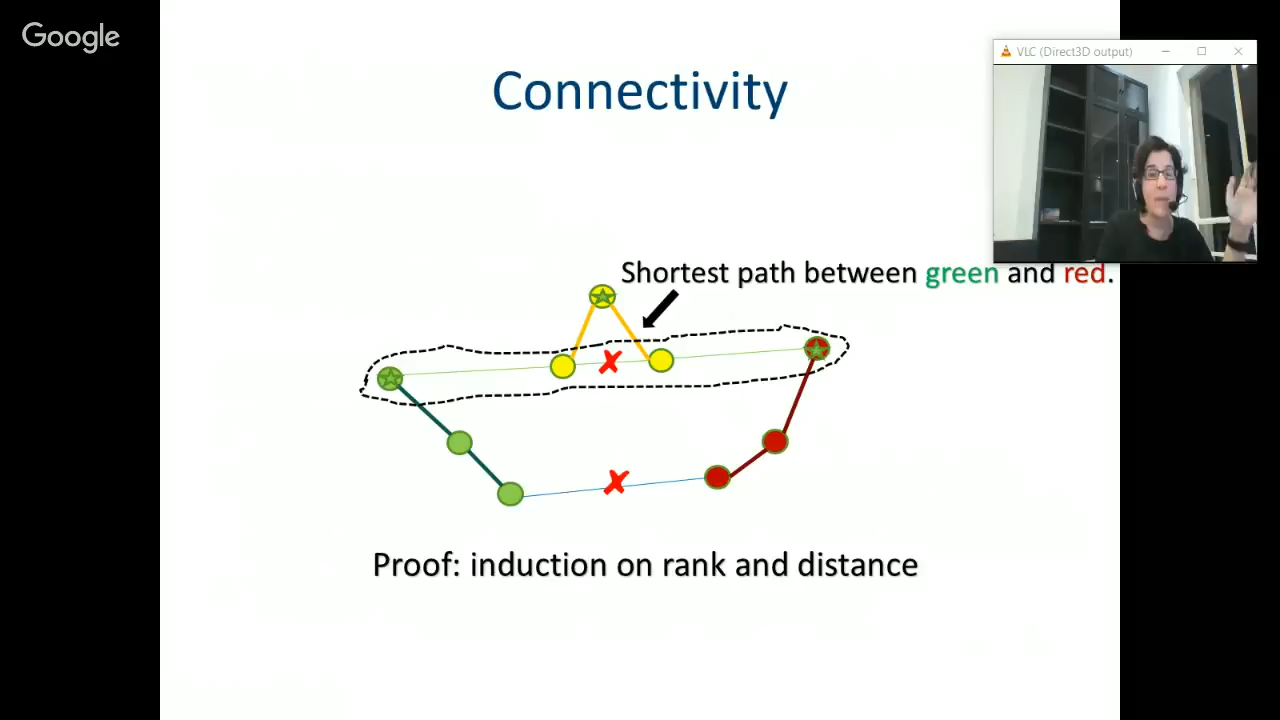 Google
VLC (Direct3D output)
Connectivity
Shortest path between green and red.
Proof: induction on rank and distance